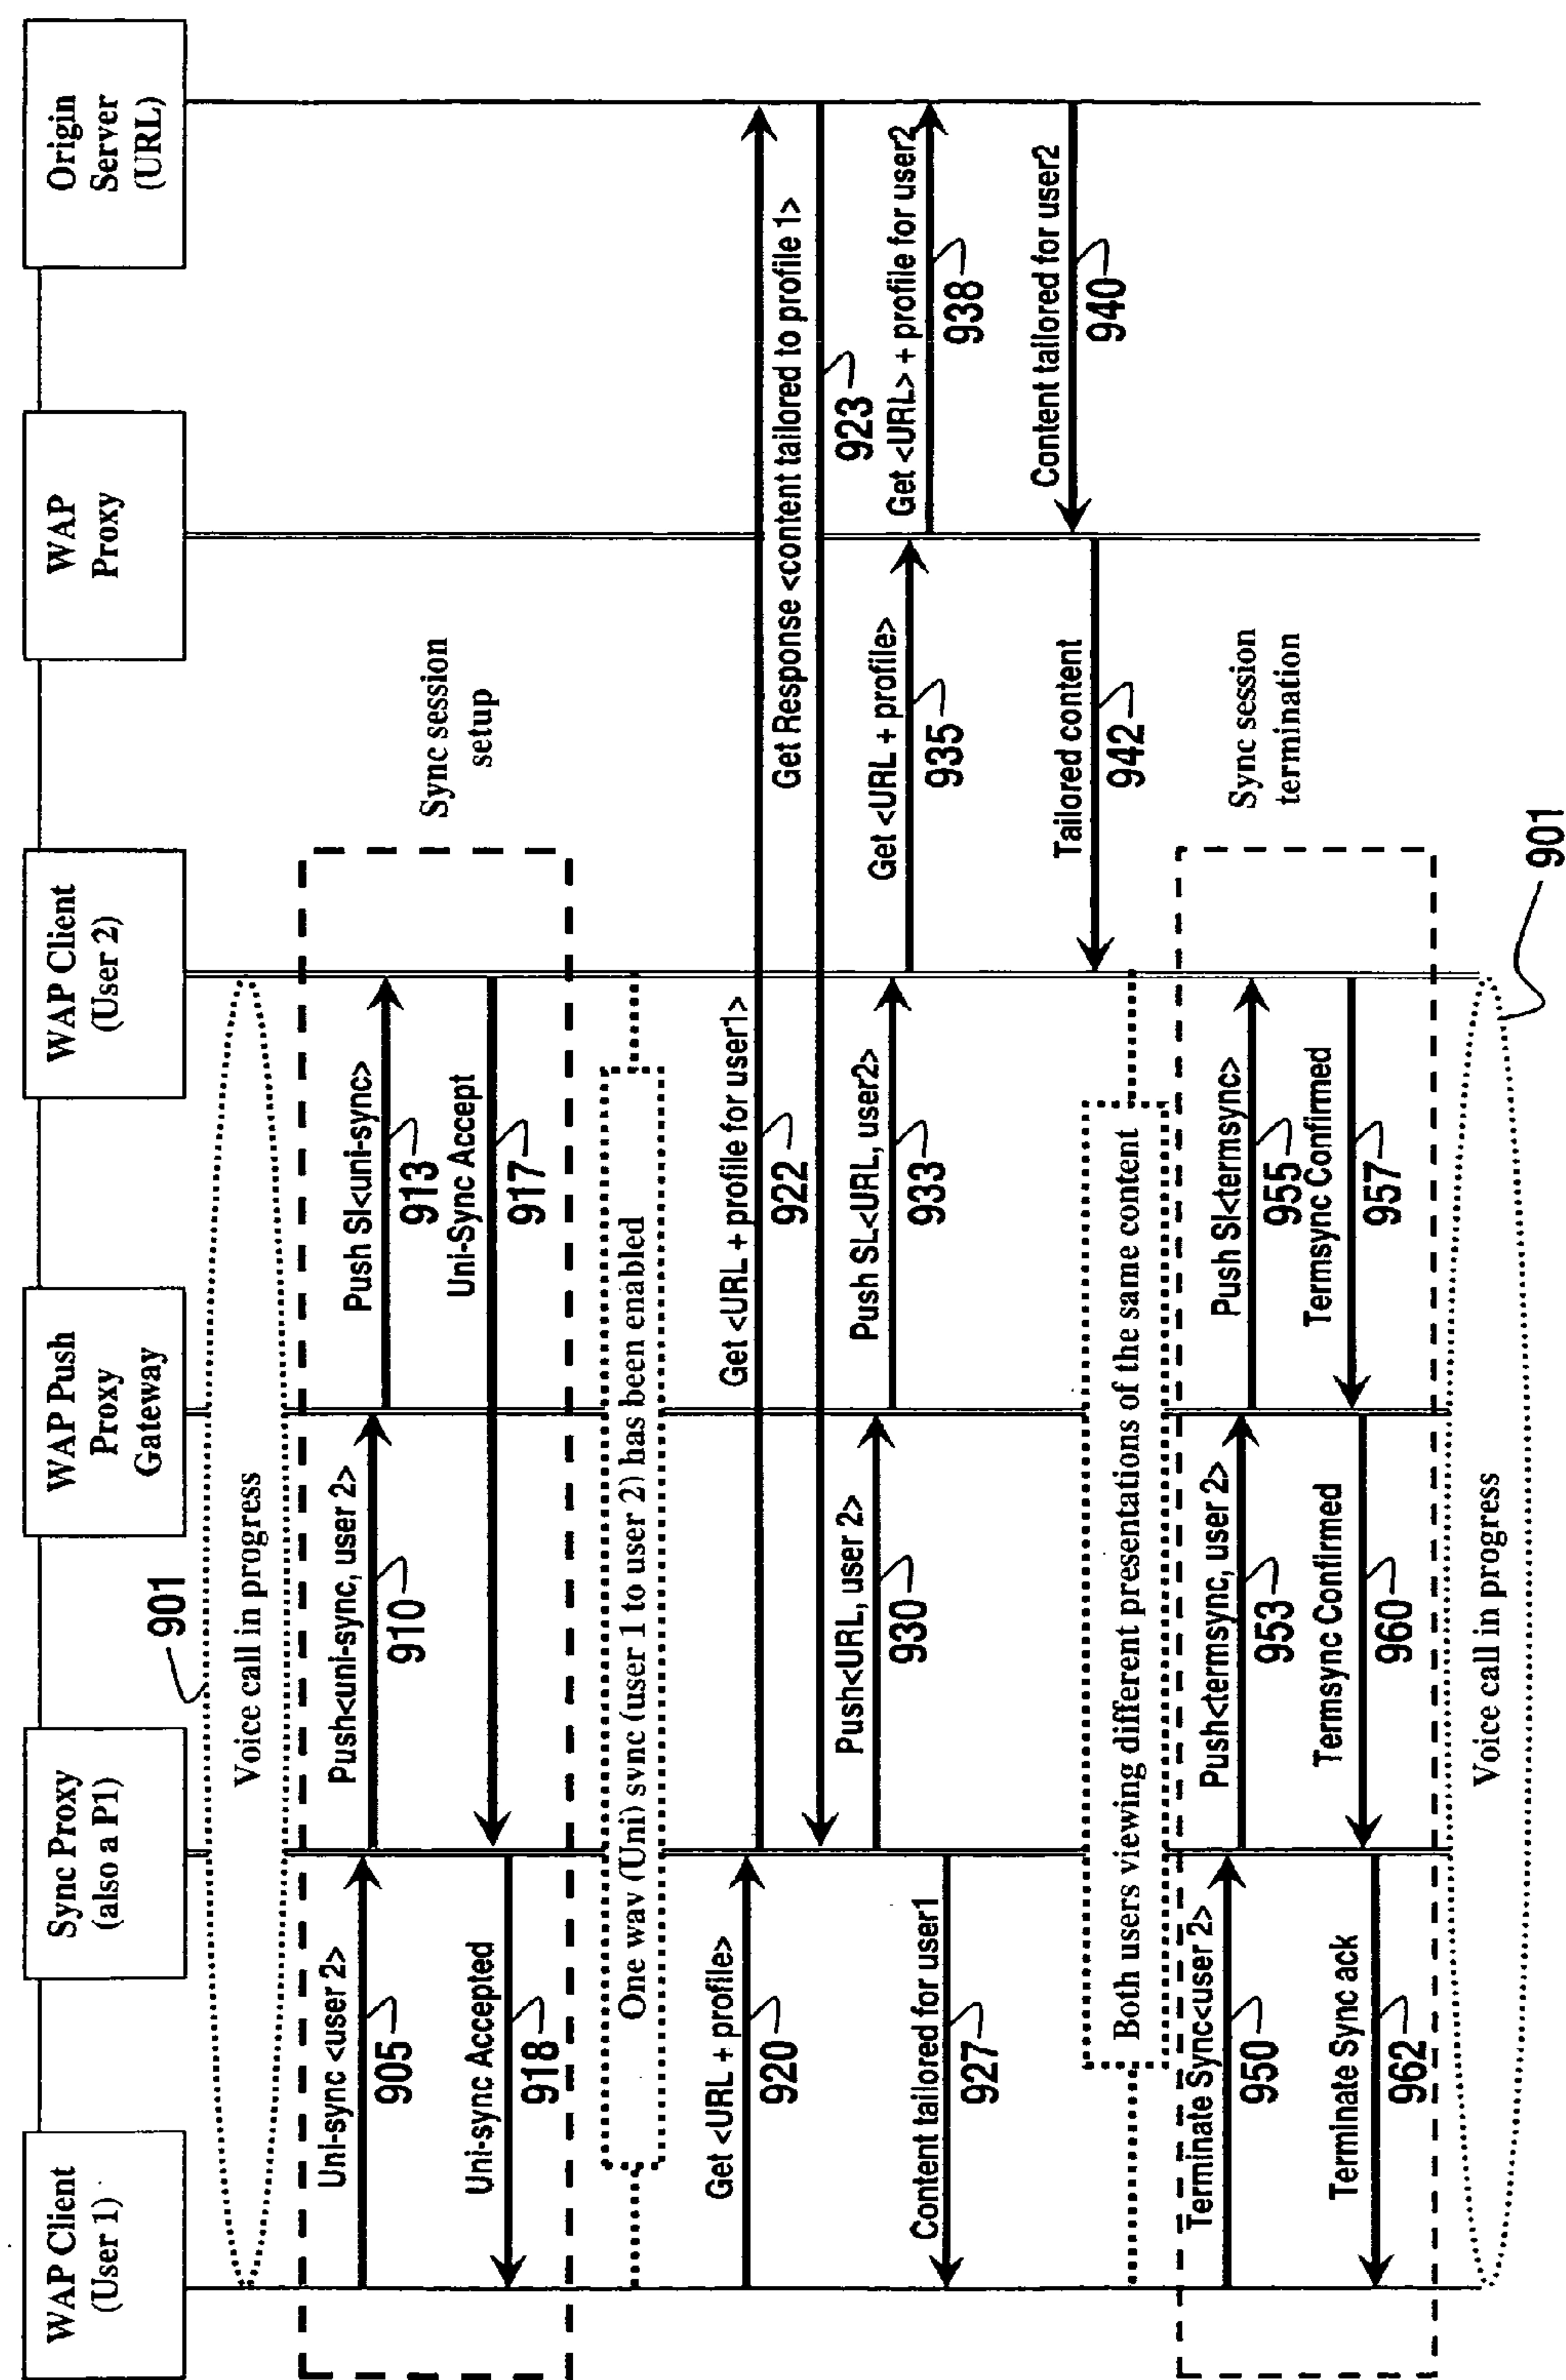 WAP Client
(User 1)
Sync Proxy
(also a P1)
WAP Push
Proxy
Gateway
WAP Client
(User 2)
WAP
Proxy
Origin
Server
(URL)
901
Voice call in progress
Uni-sync <user 2>
905
Push<uni-sync, user 2>
910
Push SI<uni-sync>
913
Uni-Sync Accept
917
Uni-sync Accepted
918
Sync session
setup
One way (Uni) sync (user 1 to user 2) has been enabled
Get <URL + profile>
920
Get <URL + profile for user1>
922
Get Response <content tailored to profile 1>
923
Push<URL, user 2>
930
Push SL<URL, user2>
933
Get <URL + profile>
935
Get <URL> + profile for user2
938
Content tailored for user1
927
Content tailored for user2
940
Tailored content
942
Both users viewing different presentations of the same content
Terminate Sync<user 2>
950
Push<termsync, user 2>
953
Push SI<termsync>
955
Termsync Confirmed
957
Termsync Confirmed
960
Terminate Sync ack
962
Sync session
termination
Voice call in progress
901